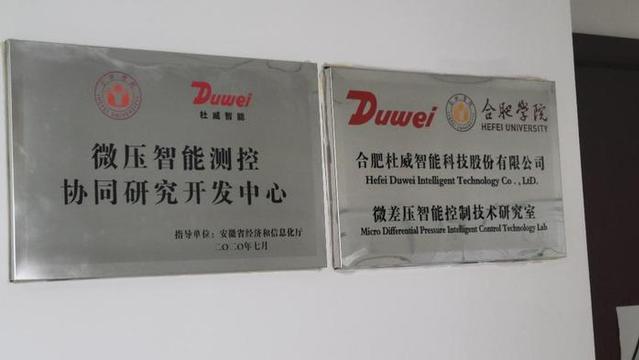 Duwei
杜威智能
微压智能测控
协同研究开发中心
指导单位：安徽省经济和信息化厅
二〇二〇年七月
Duwei
合肥学院
HEFEI UNIVERSITY
合肥杜威智能科技股份有限公司
Hefei Duwei Intelligent Technology Co.,LtD.
微差压智能控制技术研究室
Micro Differential Pressure Intelligent Control Technology Lab